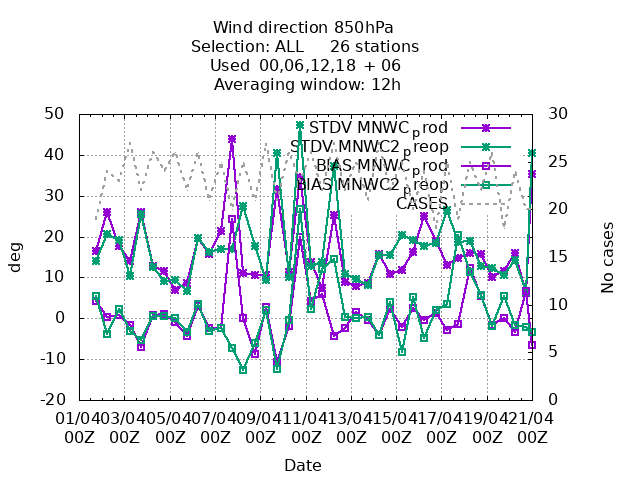 Wind direction 850hPa
Selection: ALL 26 stations
Used 00,06,12,18 + 06
Averaging window: 12h
50
40
30
20
10
0
-10
-20
deg
30
25
20
15
10
5
0
No cases
STDV MNWC_prod
STDV MNWC2_preop
BIAS MNWC_prod
BIAS MNWC2_preop
CASES
01/04 03/04 05/04 07/04 09/04 11/04 13/04 15/04 17/04 19/04 21/04
00Z 00Z 00Z 00Z 00Z 00Z 00Z 00Z 00Z 00Z 00Z
Date